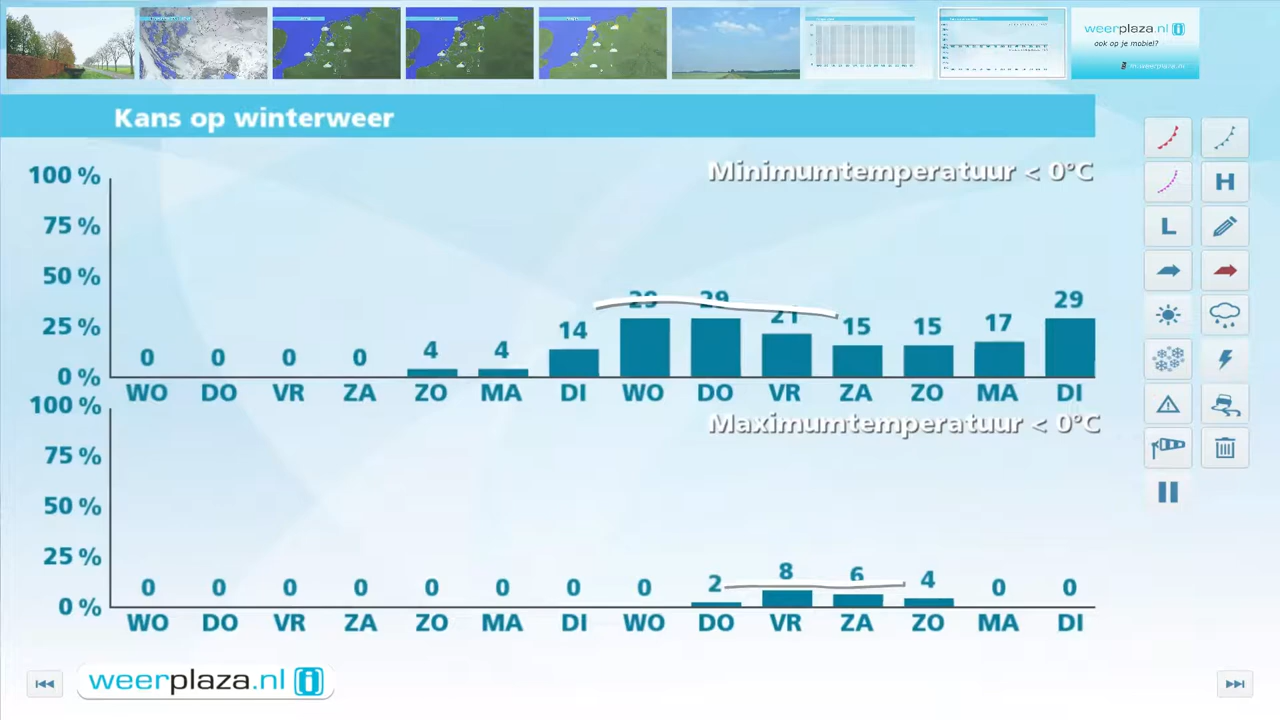 weerplaza.nl i
ook op je mobiel?
m.weerplaza.nl
Kans op winterweer
Minimumtemperatuur < 0°C
100 %
75 %
50 %
25 %
0 %
0 0 0 0 4 4 14 29 29 21 15 15 17 29
WO DO VR ZA ZO MA DI WO DO VR ZA ZO MA DI
Maximumtemperatuur < 0°C
100 %
75 %
50 %
25 %
0 %
0 0 0 0 0 0 0 0 2 8 6 4 0 0
WO DO VR ZA ZO MA DI WO DO VR ZA ZO MA DI
H
L
weerplaza.nl i